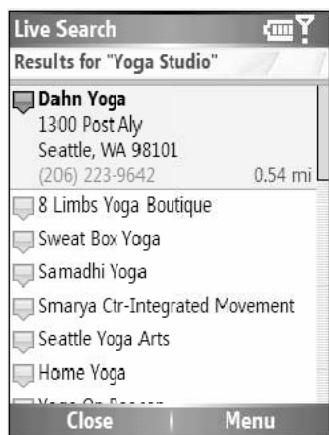 Live Search
Results for "Yoga Studio"
Dahn Yoga
1300 Post Aly
Seattle, WA 98101
(206) 223-9642 0.54 mi
8 Limbs Yoga Boutique
Sweat Box Yoga
Samadhi Yoga
Smarya Ctr-Integrated Movement
Seattle Yoga Arts
Home Yoga
Yoga On
Close Menu